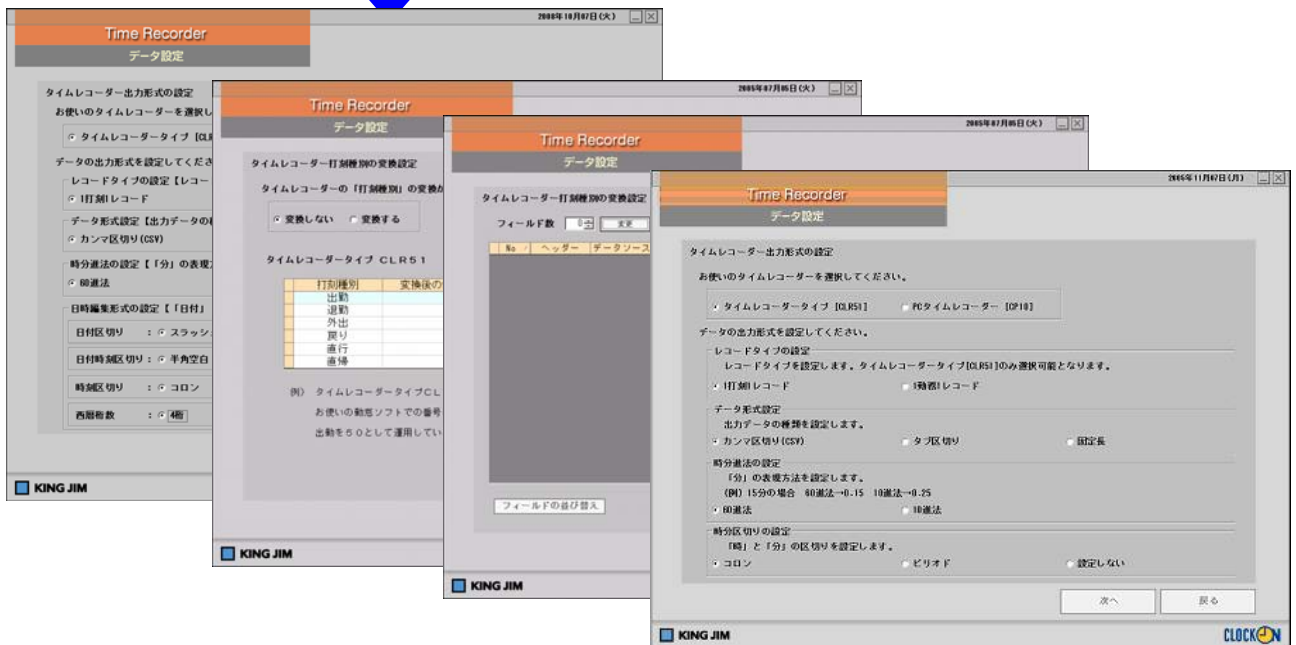 2008年10月07日(火)
Time Recorder
データ設定
タイムレコーダー出力形式の設定
お使いのタイムレコーダーを選択し
タイムレコーダータイプ [CLR
データの出力形式を設定してくださ
レコードタイプの設定【レコー
1打刻1レコード
データ形式設定【出力データの
カンマ区切り(CSV)
時分進法の設定【「分」の表現
60進法
日時編集形式の設定【「日付」
日付区切り : スラッシ
日付時刻区切り : 半角空白
時刻区切り : コロン
西暦桁数 : 4桁
KING JIM
2005年07月05日(火)
Time Recorder
データ設定
タイムレコーダー打刻種別の変換設定
タイムレコーダーの「打刻種別」の変換が
変換しない 変換する
タイムレコーダータイプ CLR51
打刻種別 変換後の
出勤
退勤
外出
戻り
直行
直帰
例) タイムレコーダータイプCL
お使いの勤怠ソフトでの番号
出勤を50として運用してい
KING JIM
2005年07月05日(火)
Time Recorder
データ設定
タイムレコーダー打刻種別の変換設定
フィールド数 0 変更
No ヘッダー データソース
フィールドの並び替え
KING JIM
2005年11月07日(月)
Time Recorder
データ設定
タイムレコーダー出力形式の設定
お使いのタイムレコーダーを選択してください。
タイムレコーダータイプ [CLR51] PCタイムレコーダー [CP10]
データの出力形式を設定してください。
レコードタイプの設定
レコードタイプを設定します。タイムレコーダータイプ[CLR51]のみ選択可能となります。
1打刻1レコード 1勤務1レコード
データ形式設定
出力データの種類を設定します。
カンマ区切り(CSV) タブ区切り 固定長
時分進法の設定
「分」の表現方法を設定します。
(例) 15分の場合 60進法→0.15 10進法→0.25
60進法 10進法
時分区切りの設定
「時」と「分」の区切りを設定します。
コロン ピリオド 設定しない
次へ 戻る
KING JIM
CLOCK ON